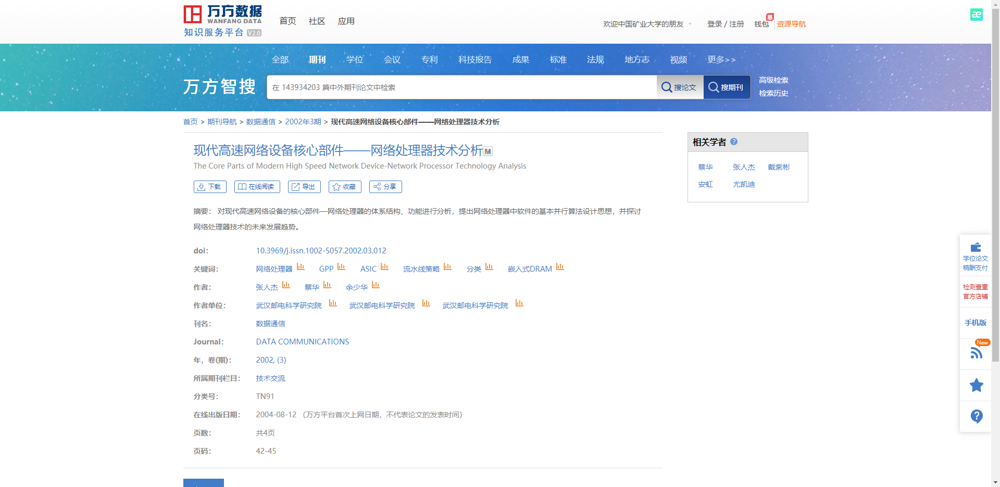 万方数据
WANFANG DATA
知识服务平台 V2.0
首页 社区 应用
欢迎中国矿业大学的朋友 登录 / 注册 钱包 惠 资源导航
æ
全部 期刊 学位 会议 专利 科技报告 成果 标准 法规 地方志 视频 更多>>
万方智搜
在 143934203 篇中外期刊论文中检索
搜论文 搜期刊
高级检索
检索历史
首页 > 期刊导航 > 数据通信 > 2002年3期 > 现代高速网络设备核心部件——网络处理器技术分析
现代高速网络设备核心部件——网络处理器技术分析M
The Core Parts of Modern High Speed Network Device-Network Processor Technology Analysis
下载 在线阅读 导出 收藏 分享
摘要： 对现代高速网络设备的核心部件—网络处理器的体系结构、功能进行分析，提出网络处理器中软件的基本并行算法设计思想，并探讨
网络处理器技术的未来发展趋势。
doi： 10.3969/j.issn.1002-5057.2002.03.012
关键词： 网络处理器 GPP ASIC 流水线策略 分类 嵌入式DRAM
作者： 张人杰 蔡华 余少华
作者单位： 武汉邮电科学研究院 武汉邮电科学研究院 武汉邮电科学研究院
刊名： 数据通信
Journal： DATA COMMUNICATIONS
年，卷(期)： 2002, (3)
所属期刊栏目： 技术交流
分类号： TN91
在线出版日期： 2004-08-12 （万方平台首次上网日期，不代表论文的发表时间）
页数： 共4页
页码： 42-45
相关学者 ?
蔡华 张人杰 戴紫彬
安虹 尤凯迪
学位论文
稿酬支付
检测查重
官方店铺
手机版
New
?